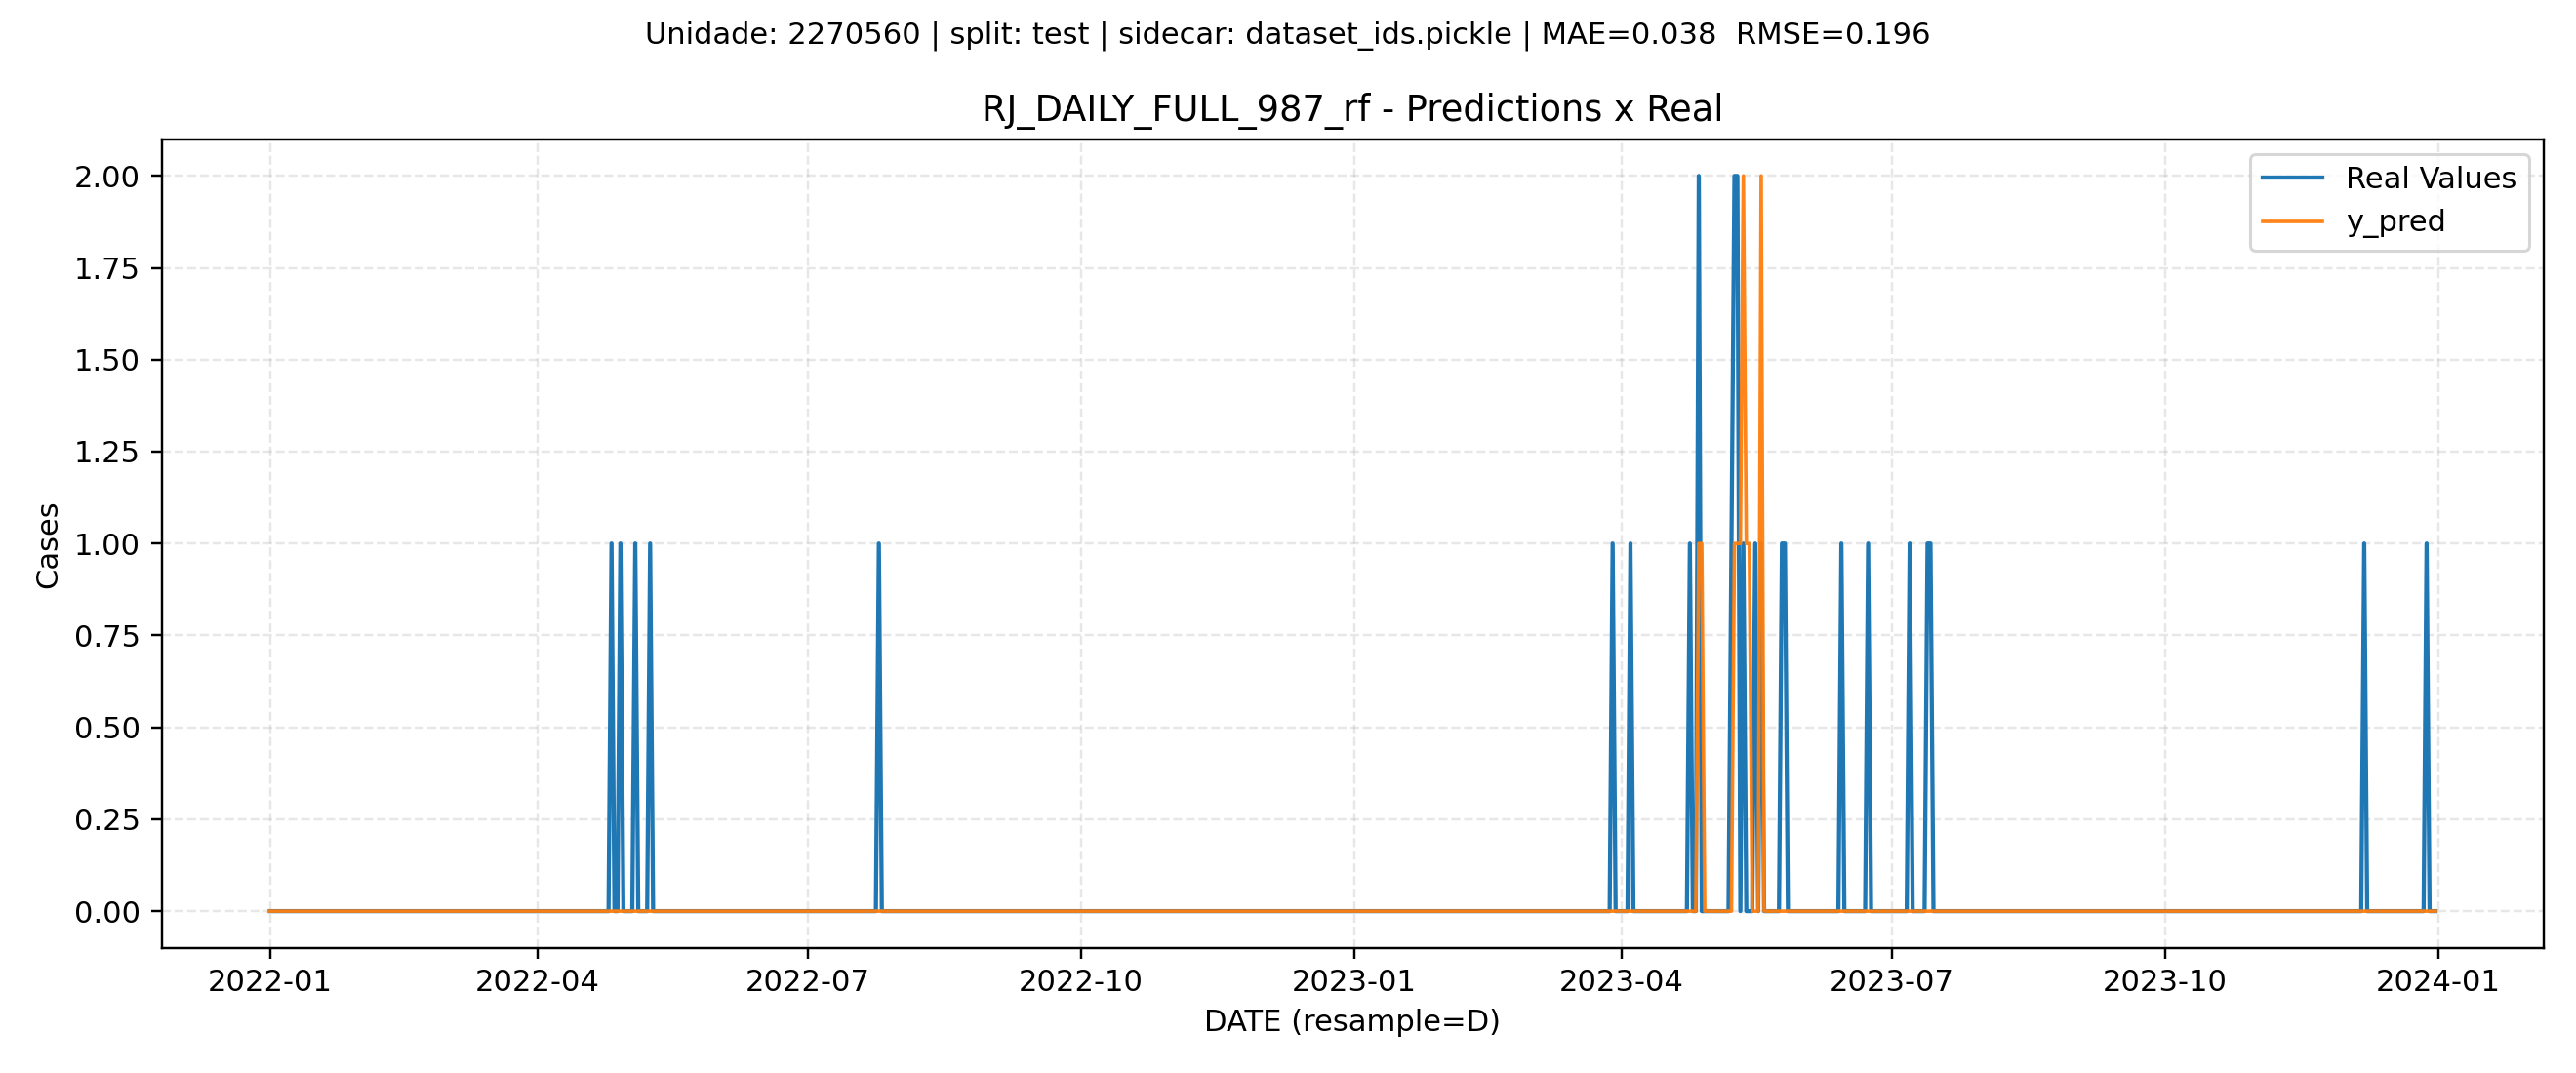 Unidade: 2270560 | split: test | sidecar: dataset_ids.pickle | MAE=0.038  RMSE=0.196
RJ_DAILY_FULL_987_rf - Predictions x Real
Real Values
y_pred
Cases
2.00
1.75
1.50
1.25
1.00
0.75
0.50
0.25
0.00
2022-01 2022-04 2022-07 2022-10 2023-01 2023-04 2023-07 2023-10 2024-01
DATE (resample=D)